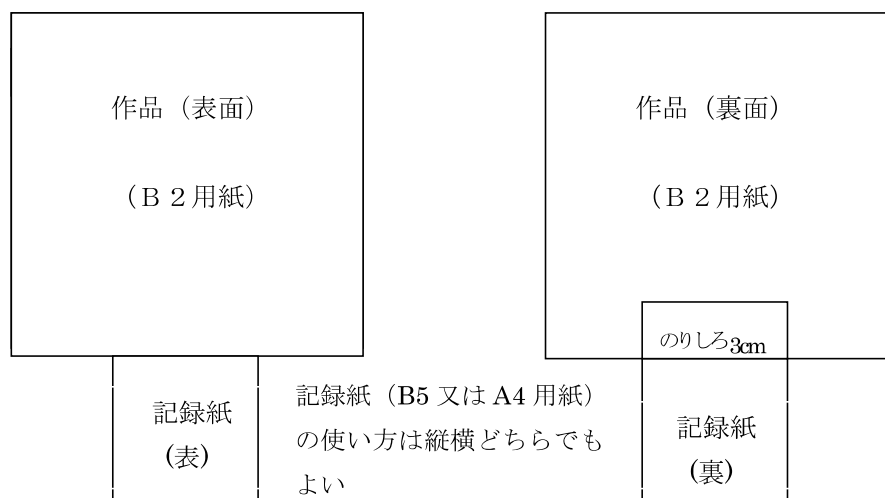 作品（表面）
（Ｂ２用紙）
記録紙
(表)
記録紙（B5 又は A4 用紙）
の使い方は縦横どちらでも
よい
作品（裏面）
（Ｂ２用紙）
のりしろ3cm
記録紙
(裏)